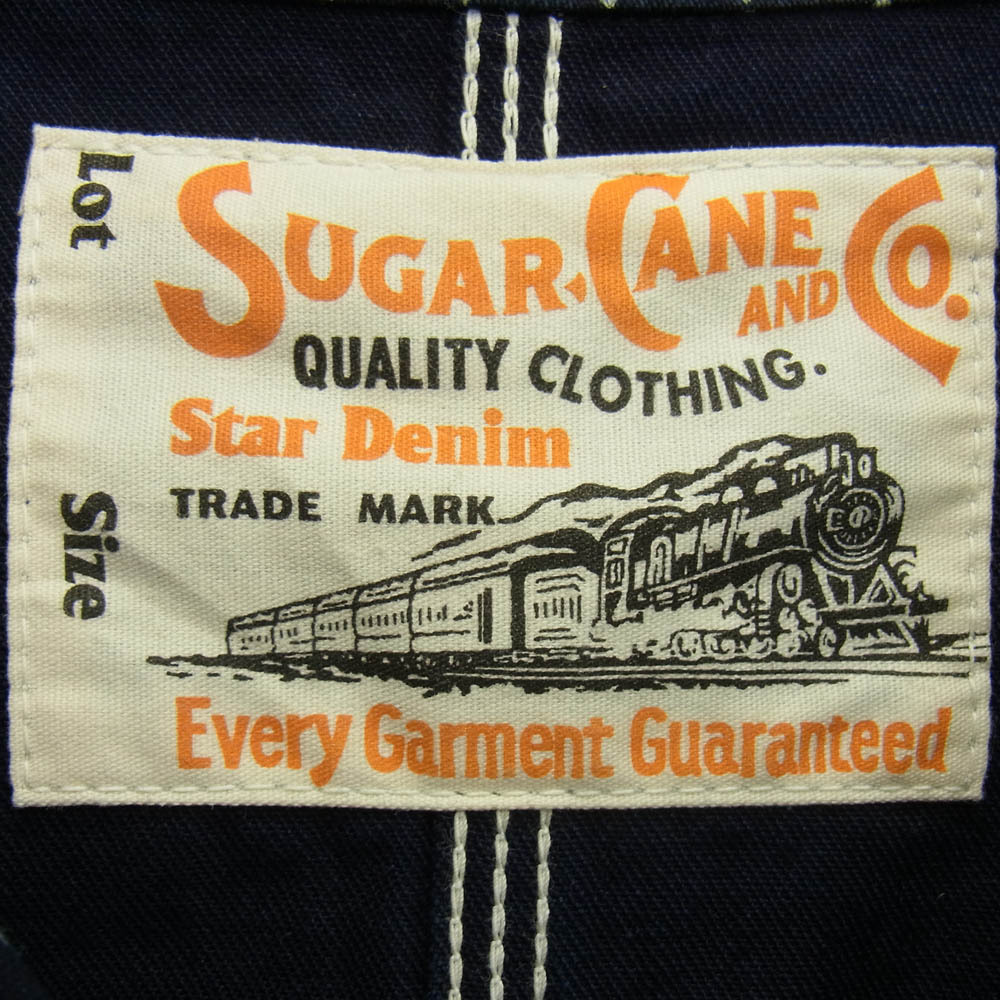 Lot
SUGAR CANE AND CO.
QUALITY CLOTHING.
Star Denim
TRADE MARK
Size
Every Garment Guaranteed